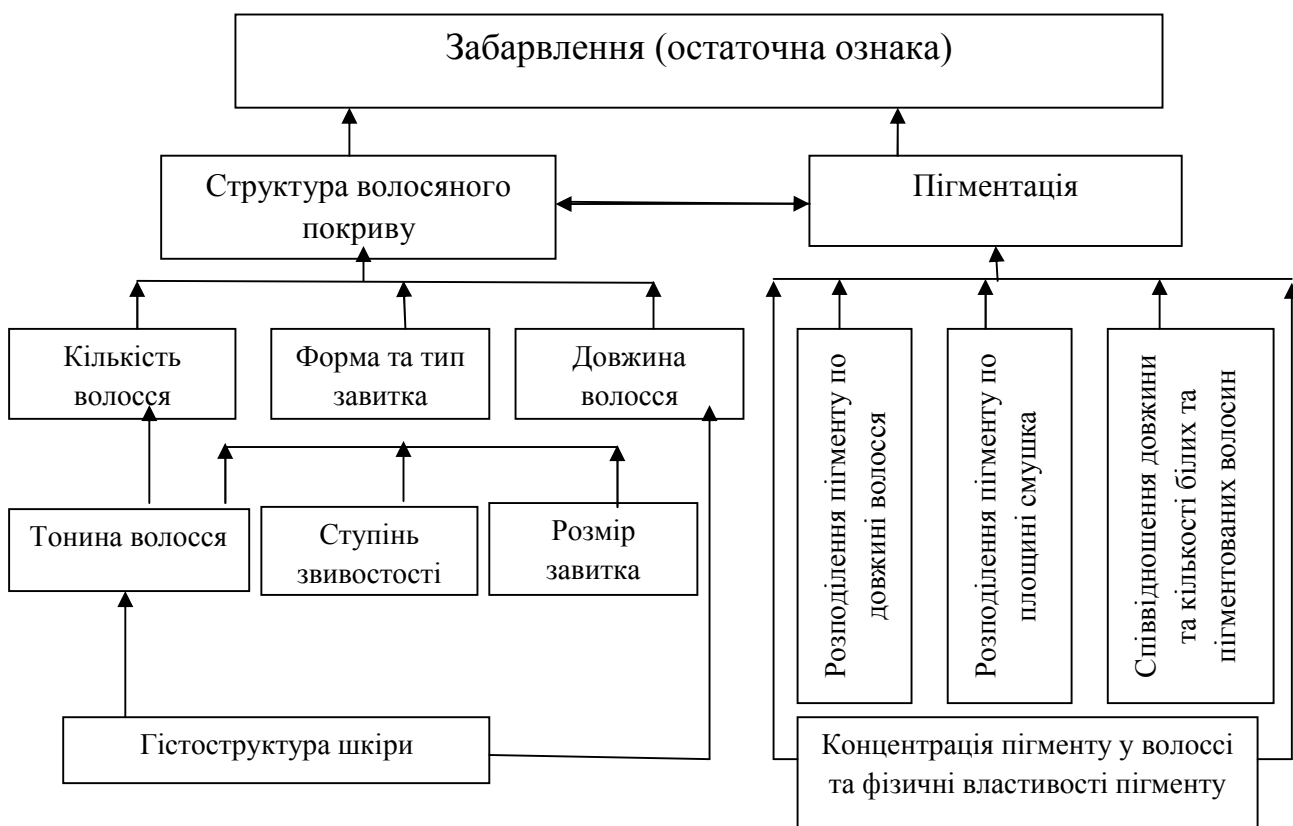 Забарвлення (остаточна ознака)
Структура волосяного
покриву
Пігментація
Кількість
волосся
Форма та тип
завитка
Довжина
волосся
Тонина волосся
Ступінь
звивостості
Розмір
завитка
Гістоструктура шкіри
Розподілення пігменту по
довжині волосся
Розподілення пігменту по
площині смушка
Співвідношення довжини
та кількості білих та
пігментованих волосин
Концентрація пігменту у волоссі
та фізичні властивості пігменту